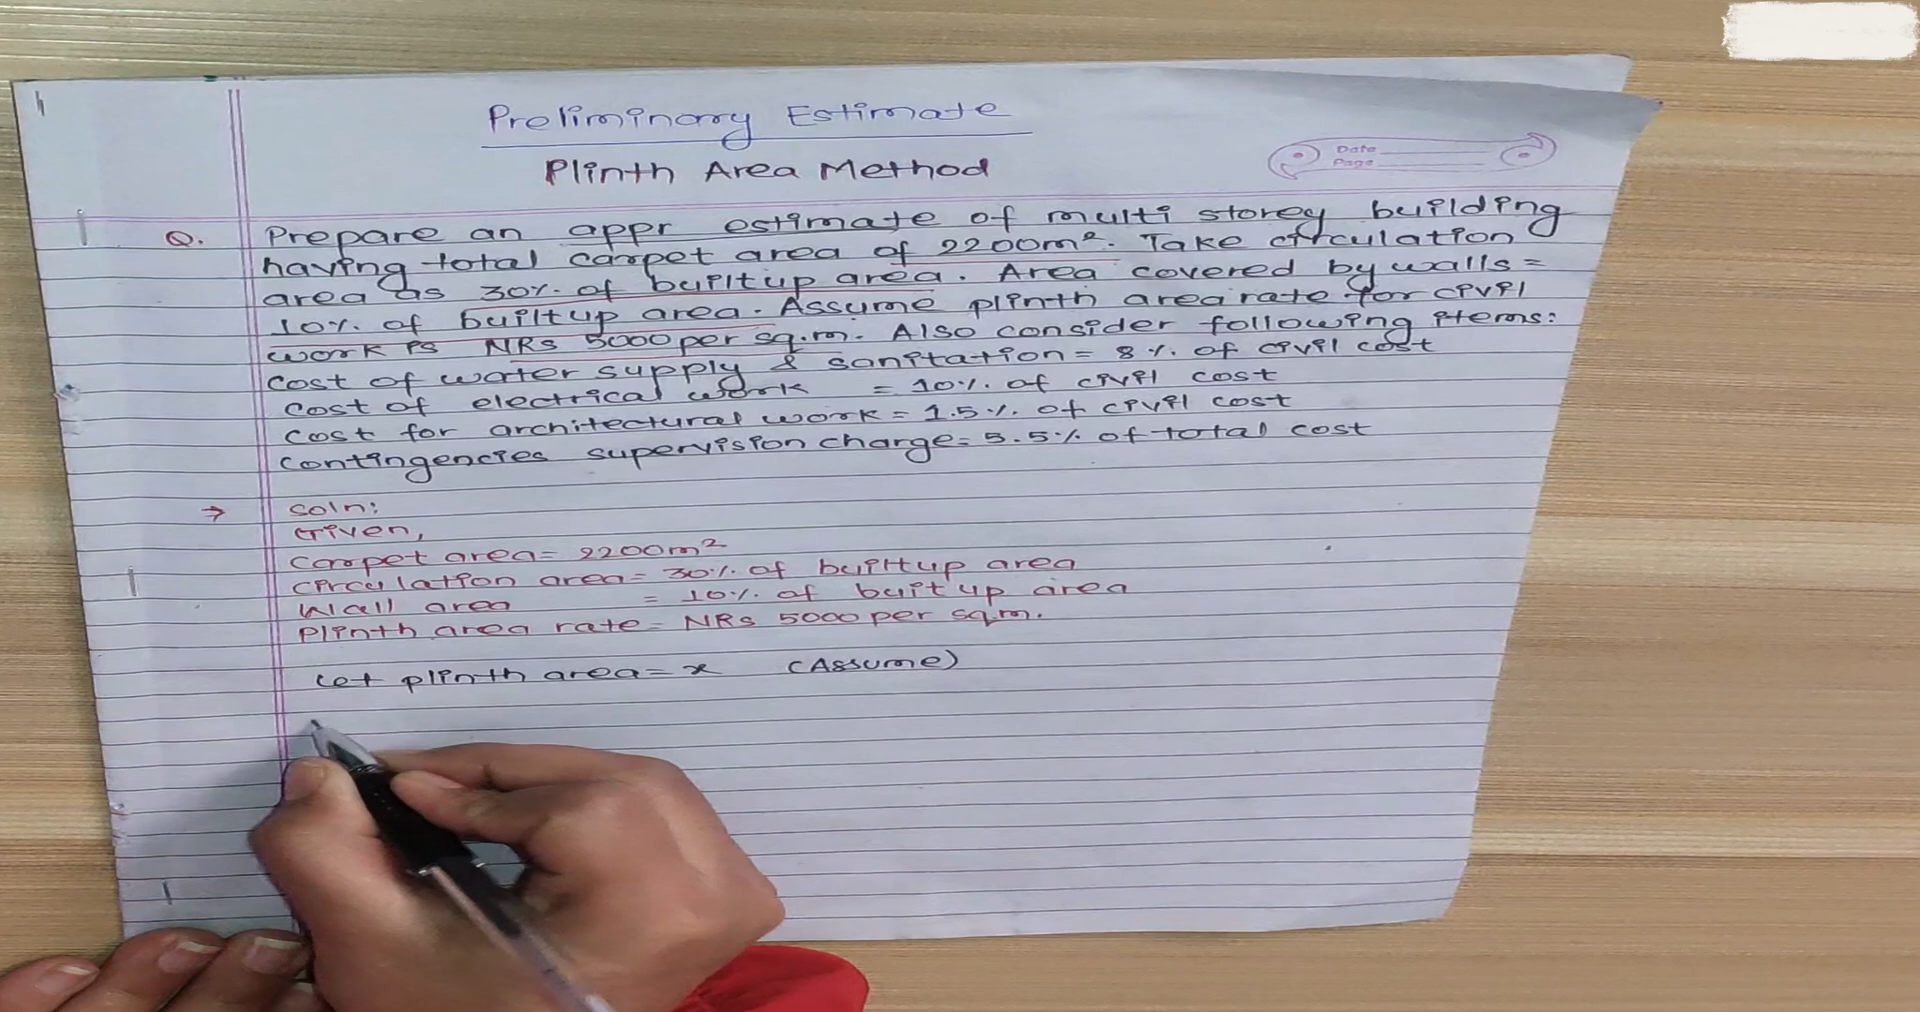 Preliminary Estimate
Plinth Area Method
Date
Page
Q. Prepare an appr estimate of multi storey building
having total carpet area of 2200m². Take circulation
area as 30% of builtup area. Area covered by walls =
10% of builtup area. Assume plinth area rate for civil
work is NRs 5000 per sq.m. Also consider following items:
cost of water supply & sanitation = 8% of civil cost
cost of electrical work = 10% of civil cost
cost for architectural work = 1.5% of civil cost
contingencies supervision charge = 5.5% of total cost
→ Soln:
Given,
Carpet area = 2200m²
Circulation area = 30% of builtup area
Wall area = 10% of buitup area
Plinth area rate = NRs 5000 per sq.m.
Let plinth area = x (Assume)